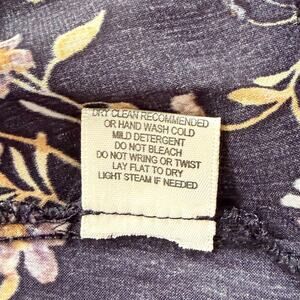 DRY CLEAN RECOMMENDED
OR HAND WASH COLD
MILD DETERGENT
DO NOT BLEACH
DO NOT WRING OR TWIST
LAY FLAT TO DRY
LIGHT STEAM IF NEEDED